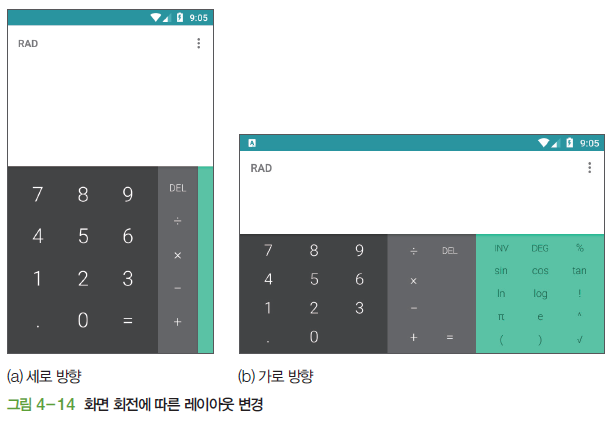 9:05
RAD
7 8 9 DEL
÷
4 5 6
×
1 2 3
−
. 0 = +
(a) 세로 방향
A 9:05
RAD
7 8 9 ÷ DEL INV DEG %
4 5 6 × sin cos tan
1 2 3 − ln log !
π e ^
. 0 + = ( ) √
(b) 가로 방향
그림 4-14 화면 회전에 따른 레이아웃 변경